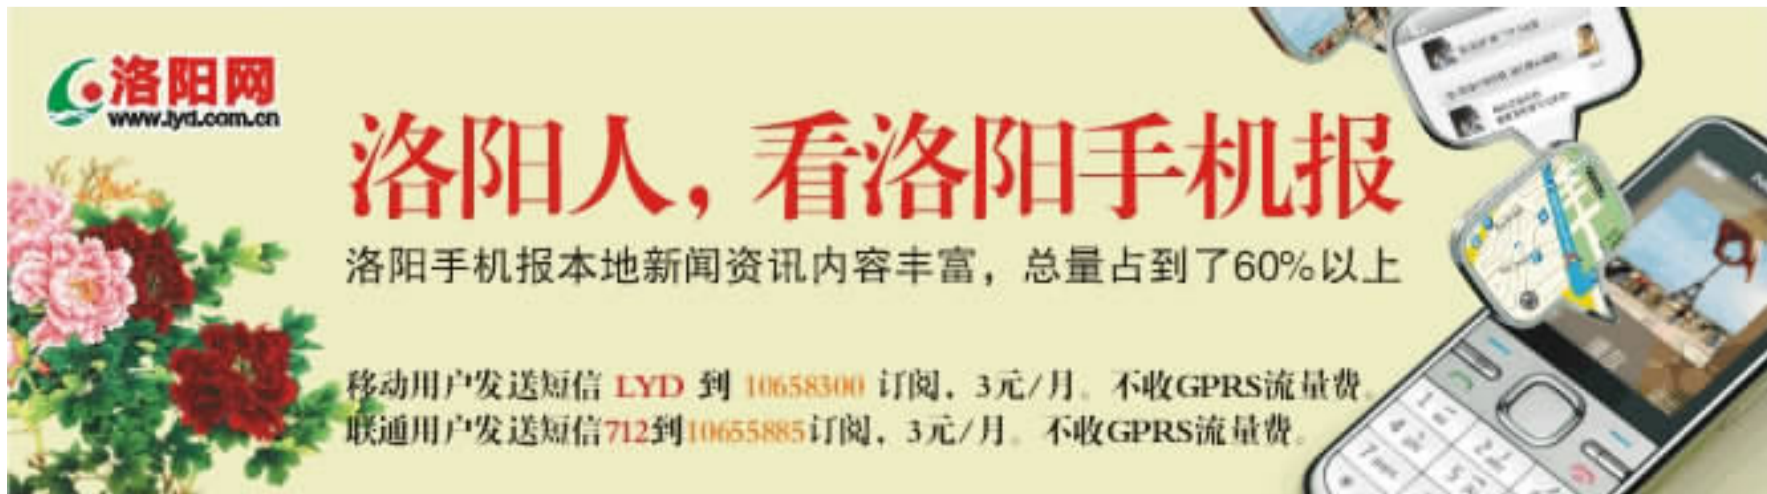 洛阳网
www.lyd.com.cn
洛阳人，看洛阳手机报
洛阳手机报本地新闻资讯内容丰富，总量占到了60%以上
移动用户发送短信 LYD 到 10658300 订阅，3元/月。不收GPRS流量费。
联通用户发送短信712到10655885订阅，3元/月。不收GPRS流量费。